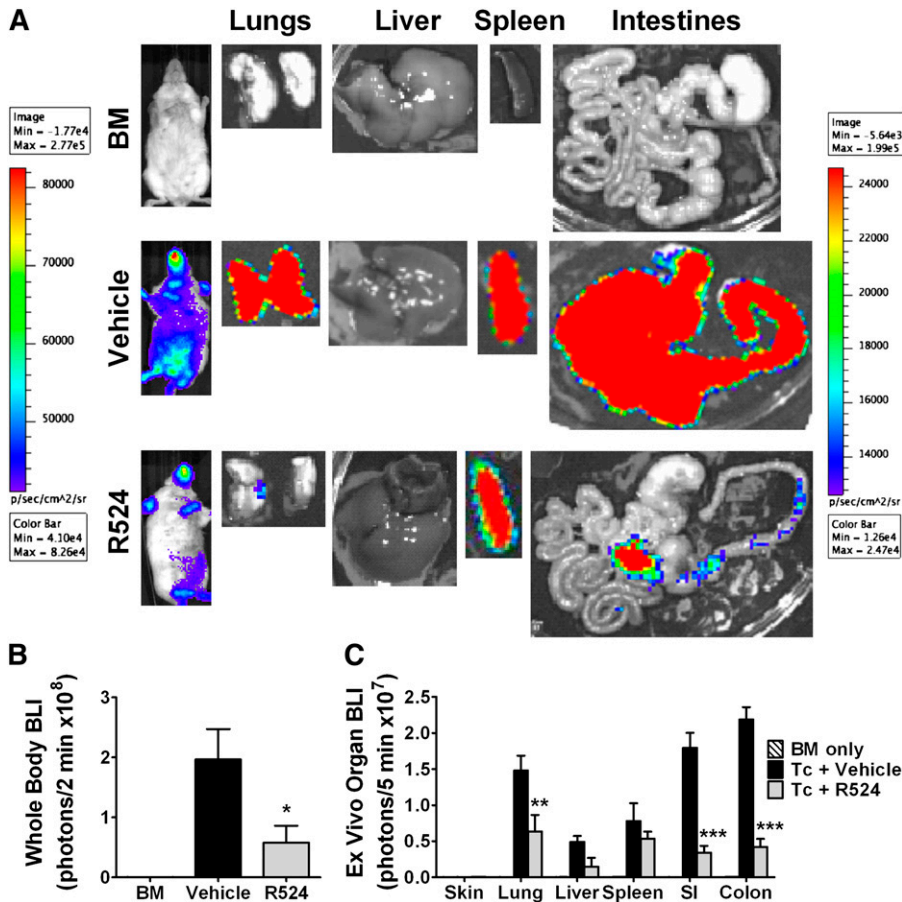 A
Lungs Liver Spleen Intestines
BM
Vehicle
R524
Image
Min = -1.77e4
Max = 2.77e5
80000
70000
60000
50000
p/sec/cm^2/sr
Color Bar
Min = 4.10e4
Max = 8.26e4
Image
Min = -5.64e3
Max = 1.99e5
24000
22000
20000
18000
16000
14000
p/sec/cm^2/sr
Color Bar
Min = 1.26e4
Max = 2.47e4
B
Whole Body BLI
(photons/2 min x10^8)
3
2
1
0
*
BM Vehicle R524
C
Ex Vivo Organ BLI
(photons/5 min x10^7)
2.5
2.0
1.5
1.0
0.5
0.0
**
***
***
Skin Lung Liver Spleen SI Colon
BM only
Tc + Vehicle
Tc + R524